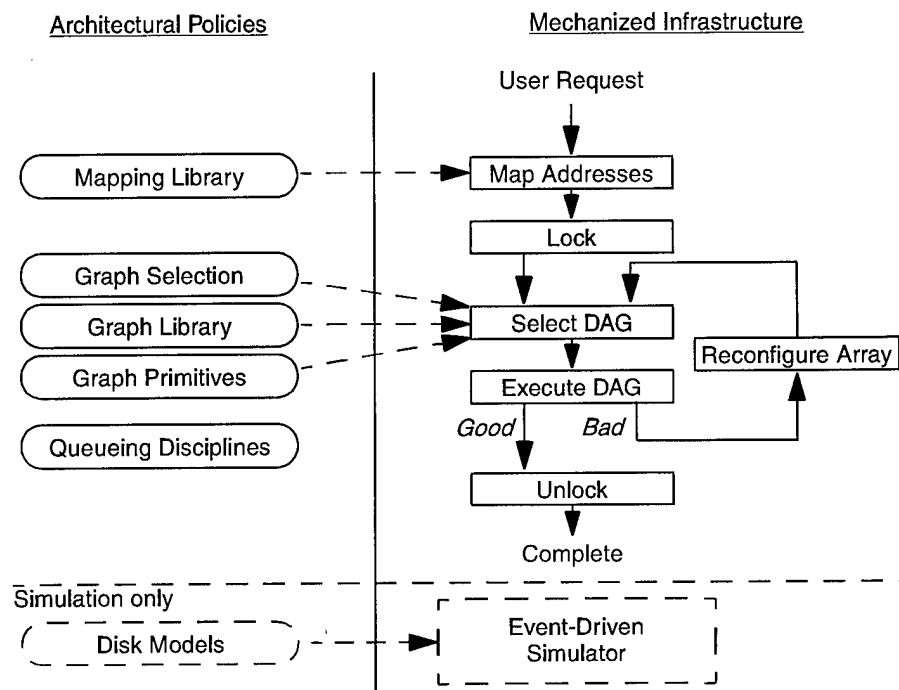 Architectural Policies
Mechanized Infrastructure
User Request
Mapping Library
Map Addresses
Lock
Graph Selection
Graph Library
Select DAG
Reconfigure Array
Graph Primitives
Execute DAG
Good
Bad
Queueing Disciplines
Unlock
Complete
Simulation only
Disk Models
Event-Driven
Simulator